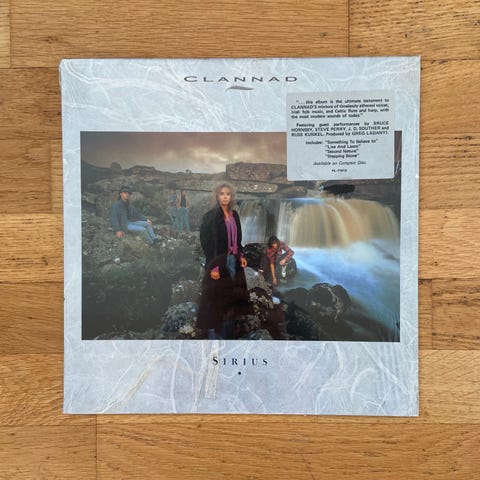 CLANNAD
"... this album is the ultimate testament to
CLANNAD'S mixture of timelessly ethereal voices,
Irish folk music, and Celtic flute and harp, with
the most modern sounds of today."
Featuring guest performances by BRUCE
HORNSBY, STEVE PERRY, J. D. SOUTHER and
RUSS KUNKEL. Produced by GREG LADANYI.
Includes: "Something To Believe In"
"Live And Learn"
"Second Nature"
"Stepping Stone"
Available on Compact Disc.
SIRIUS